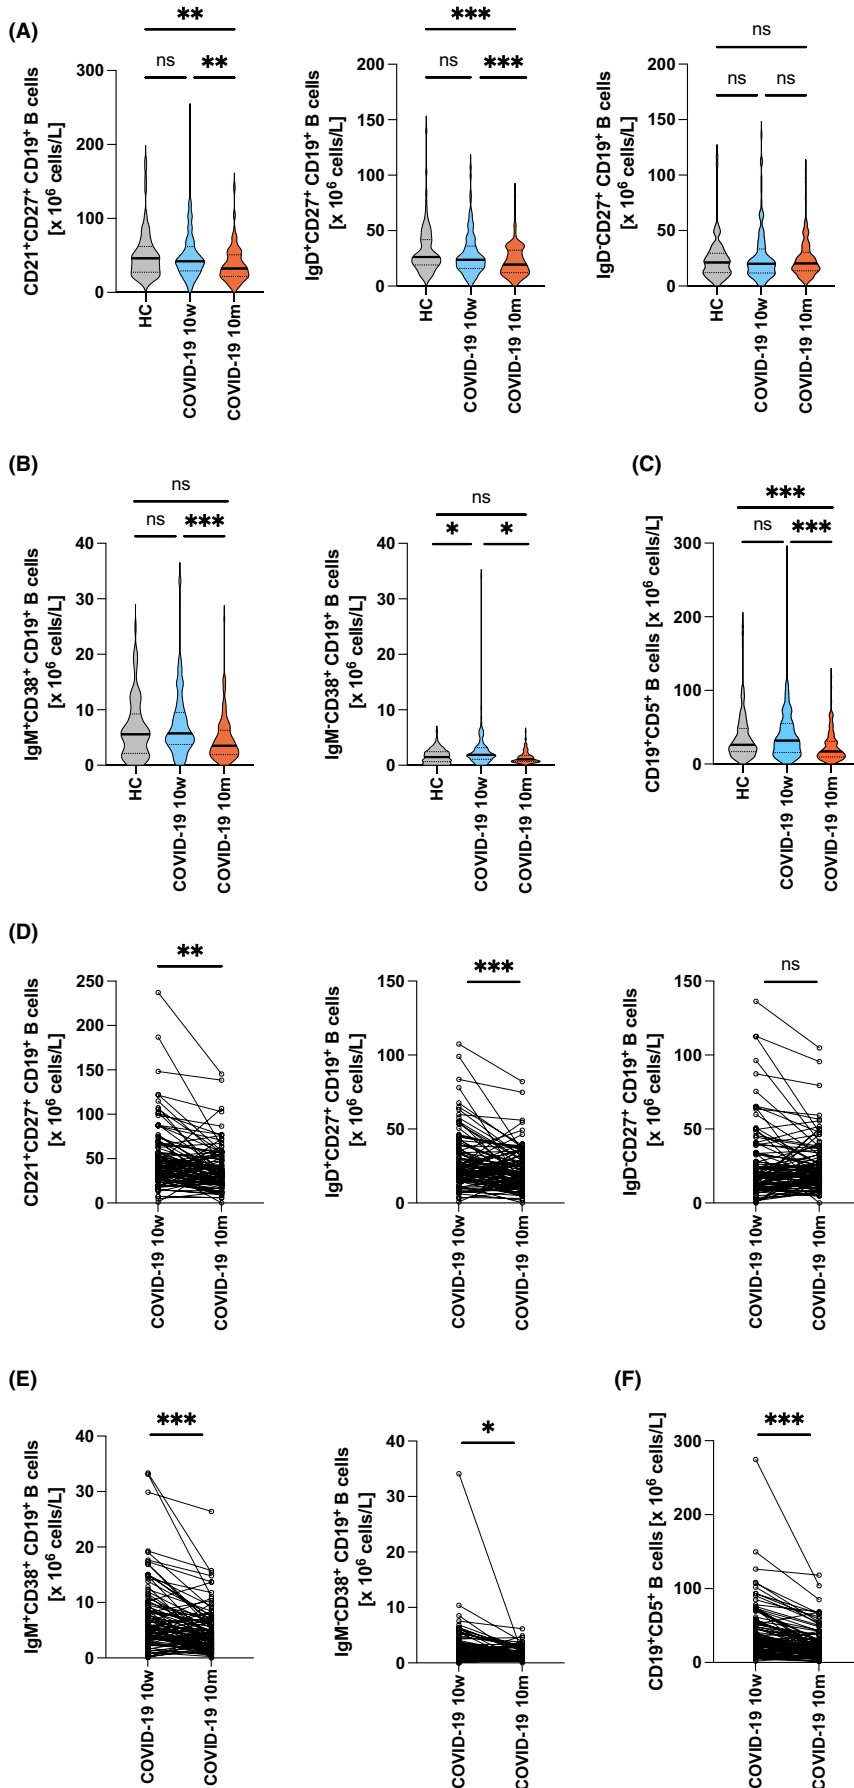 (A)
** *** ns
ns ** ns *** ns ns
CD21⁺CD27⁺ CD19⁺ B cells
[x 10⁶ cells/L]
300
200
100
0
HC
COVID-19 10w
COVID-19 10m
IgD⁺CD27⁺ CD19⁺ B cells
[x 10⁶ cells/L]
200
150
100
50
0
HC
COVID-19 10w
COVID-19 10m
IgD⁻CD27⁺ CD19⁺ B cells
[x 10⁶ cells/L]
200
150
100
50
0
HC
COVID-19 10w
COVID-19 10m
(B)
ns
ns ***
IgM⁺CD38⁺ CD19⁺ B cells
[x 10⁶ cells/L]
40
30
20
10
0
HC
COVID-19 10w
COVID-19 10m
ns
* *
IgM⁻CD38⁺ CD19⁺ B cells
[x 10⁶ cells/L]
40
30
20
10
0
HC
COVID-19 10w
COVID-19 10m
(C)
***
ns ***
CD19⁺CD5⁺ B cells [x 10⁶ cells/L]
300
200
100
0
HC
COVID-19 10w
COVID-19 10m
(D)
**
CD21⁺CD27⁺ CD19⁺ B cells
[x 10⁶ cells/L]
250
200
150
100
50
0
COVID-19 10w
COVID-19 10m
***
IgD⁺CD27⁺ CD19⁺ B cells
[x 10⁶ cells/L]
150
100
50
0
COVID-19 10w
COVID-19 10m
ns
IgD⁻CD27⁺ CD19⁺ B cells
[x 10⁶ cells/L]
150
100
50
0
COVID-19 10w
COVID-19 10m
(E)
***
IgM⁺CD38⁺ CD19⁺ B cells
[x 10⁶ cells/L]
40
30
20
10
0
COVID-19 10w
COVID-19 10m
*
IgM⁻CD38⁺ CD19⁺ B cells
[x 10⁶ cells/L]
40
30
20
10
0
COVID-19 10w
COVID-19 10m
(F)
***
CD19⁺CD5⁺ B cells [x 10⁶ cells/L]
300
200
100
0
COVID-19 10w
COVID-19 10m